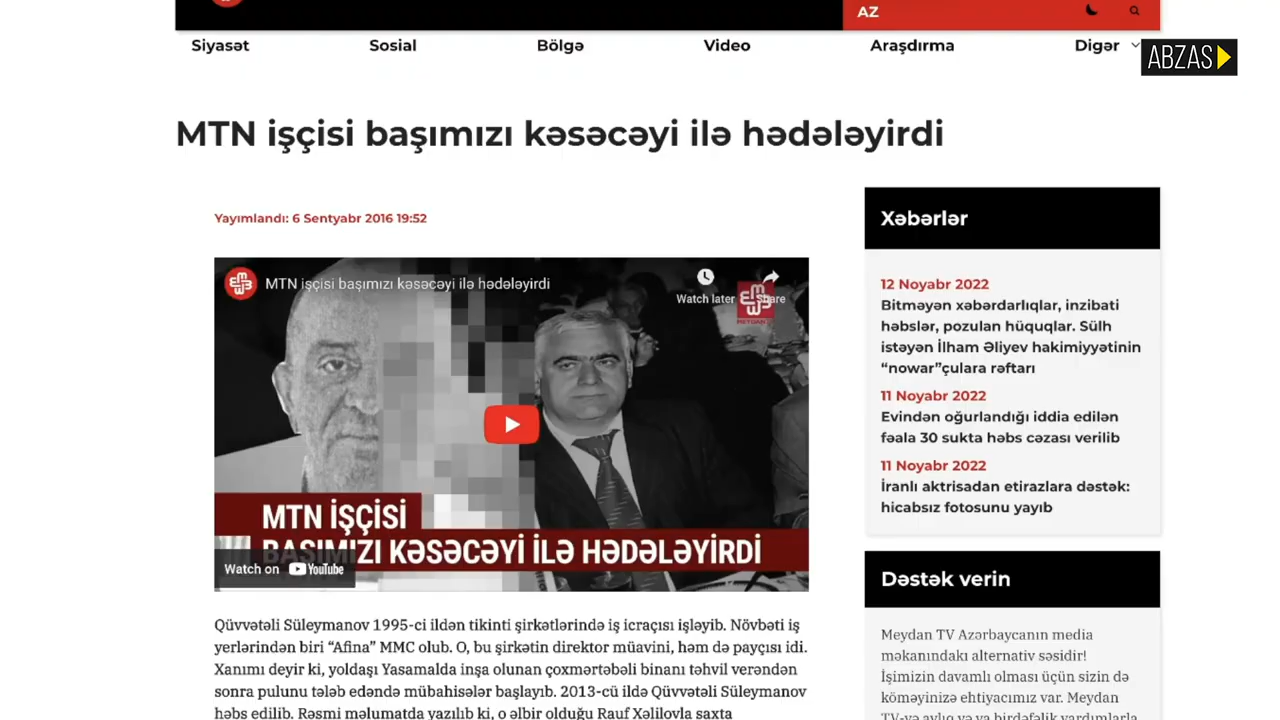 AZ
Siyasət Sosial Bölgə Video Araşdırma Digər
ABZAS
MTN işçisi başımızı kəsəcəyi ilə hədələyirdi
Yayımlandı: 6 Sentyabr 2016 19:52
MTN işçisi başımızı kəsəcəyi ilə hədələyirdi
Watch later
Share
MEYDAN
MTN İŞÇİSİ
BAŞIMIZI KƏSƏCƏYİ İLƏ HƏDƏLƏYİRDİ
Watch on YouTube
Qüvvətəli Süleymanov 1995-ci ildən tikinti şirkətlərində iş icraçısı işləyib. Növbəti iş
yerlərindən biri “Afina” MMC olub. O, bu şirkətin direktor müavini, həm də payçısı idi.
Xanımı deyir ki, yoldaşı Yasamalda inşa olunan çoxmərtəbəli binanı təhvil verəndən
sonra pulunu tələb edəndə mübahisələr başlayıb. 2013-cü ildə Qüvvətəli Süleymanov
həbs edilib. Rəsmi məlumatda yazılıb ki, o əlbir olduğu Rauf Xəlilovla saxta
Xəbərlər
12 Noyabr 2022
Bitməyən xəbərdarlıqlar, inzibati
həbslər, pozulan hüquqlar. Sülh
istəyən İlham Əliyev hakimiyyətinin
“nowar”çulara rəftarı
11 Noyabr 2022
Evindən oğurlandığı iddia edilən
fəala 30 sukta həbs cəzası verilib
11 Noyabr 2022
İranlı aktrisadan etirazlara dəstək:
hicabsız fotosunu yayıb
Dəstək verin
Meydan TV Azərbaycanın media
məkanındakı alternativ səsidir!
İşimizin davamlı olması üçün sizin də
köməyinizə ehtiyacımız var. Meydan
TV-yə aylıq və ya birdəfəlik yardımlarla